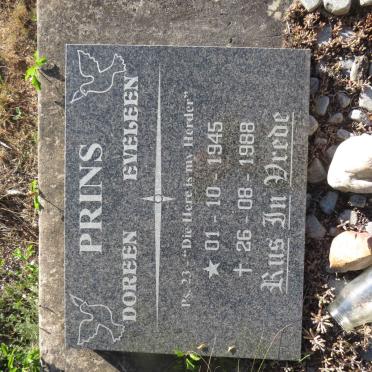 PRINS
DOREEN EVELEEN
Ps. 23 - "Die Here is my Herder"
☆ 01 - 10 - 1945
✝ 26 - 08 - 1988
Rus In Vrede